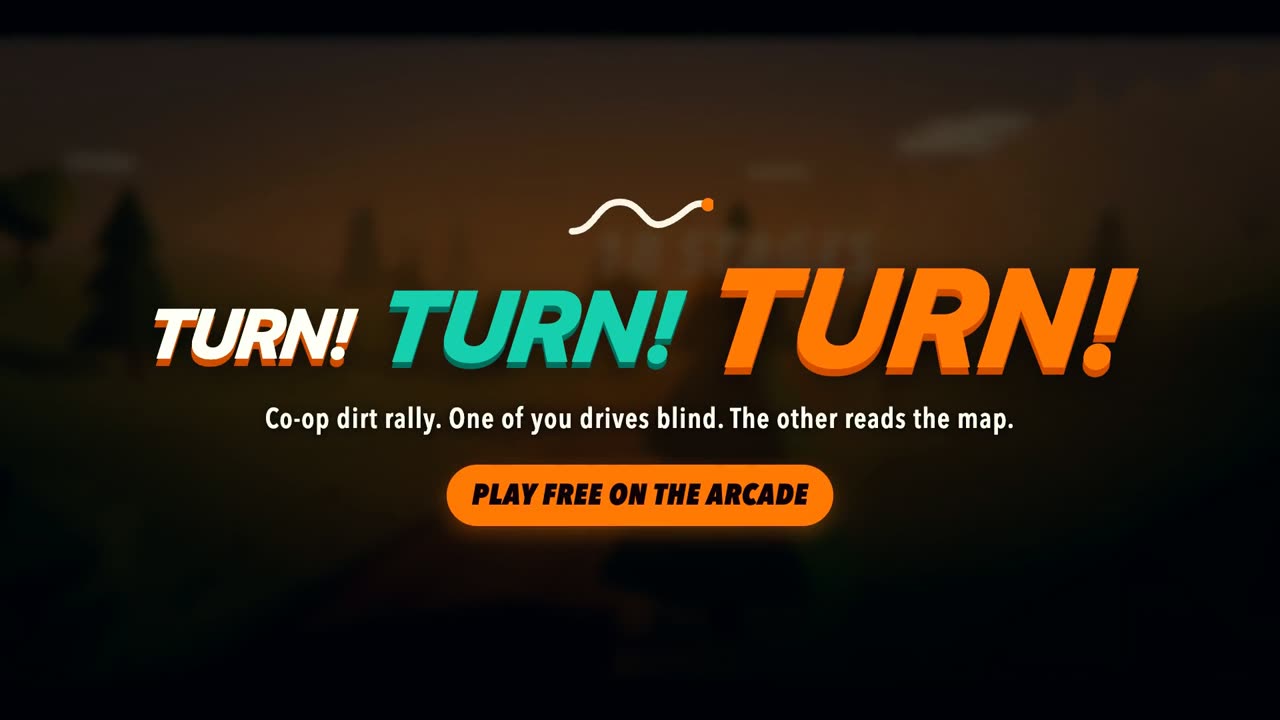 TURN! TURN! TURN!
Co-op dirt rally. One of you drives blind. The other reads the map.
PLAY FREE ON THE ARCADE